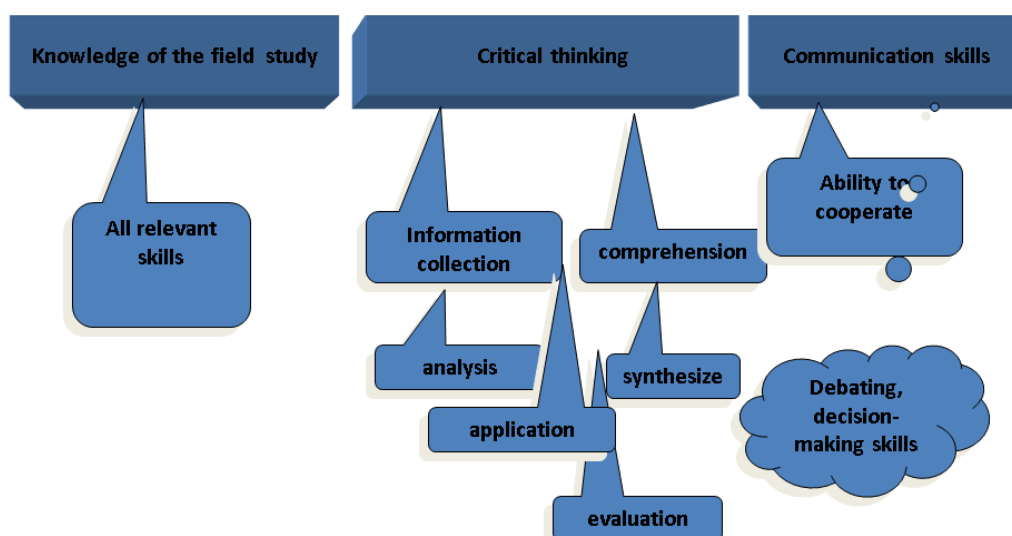 Knowledge of the field study
Critical thinking
Communication skills
All relevant
skills
Information
collection
comprehension
Ability to
cooperate
analysis
synthesize
application
evaluation
Debating,
decision-
making skills